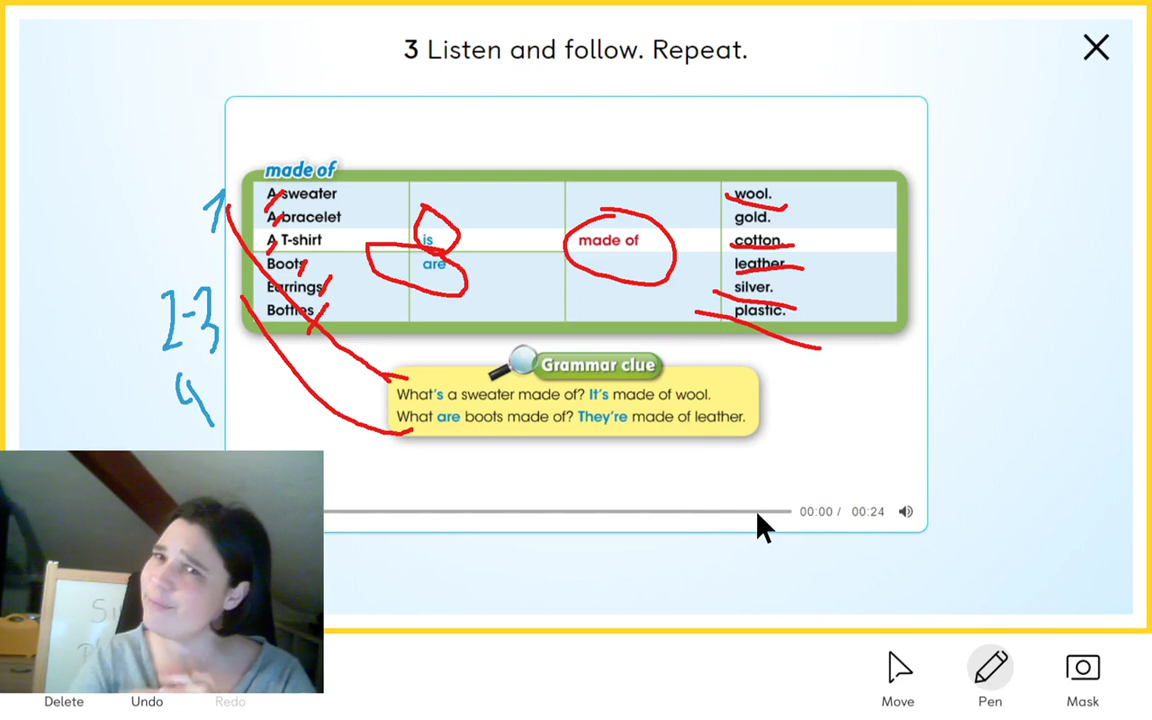 3 Listen and follow. Repeat.
made of
A sweater
A bracelet
A T-shirt
Boots
Earrings
Bottles
is
are
made of
wool.
gold.
cotton.
leather.
silver.
plastic.
1
2-3
4
Grammar clue
What's a sweater made of? It's made of wool.
What are boots made of? They're made of leather.
00:00 / 00:24
Delete
Undo
Redo
Move
Pen
Mask